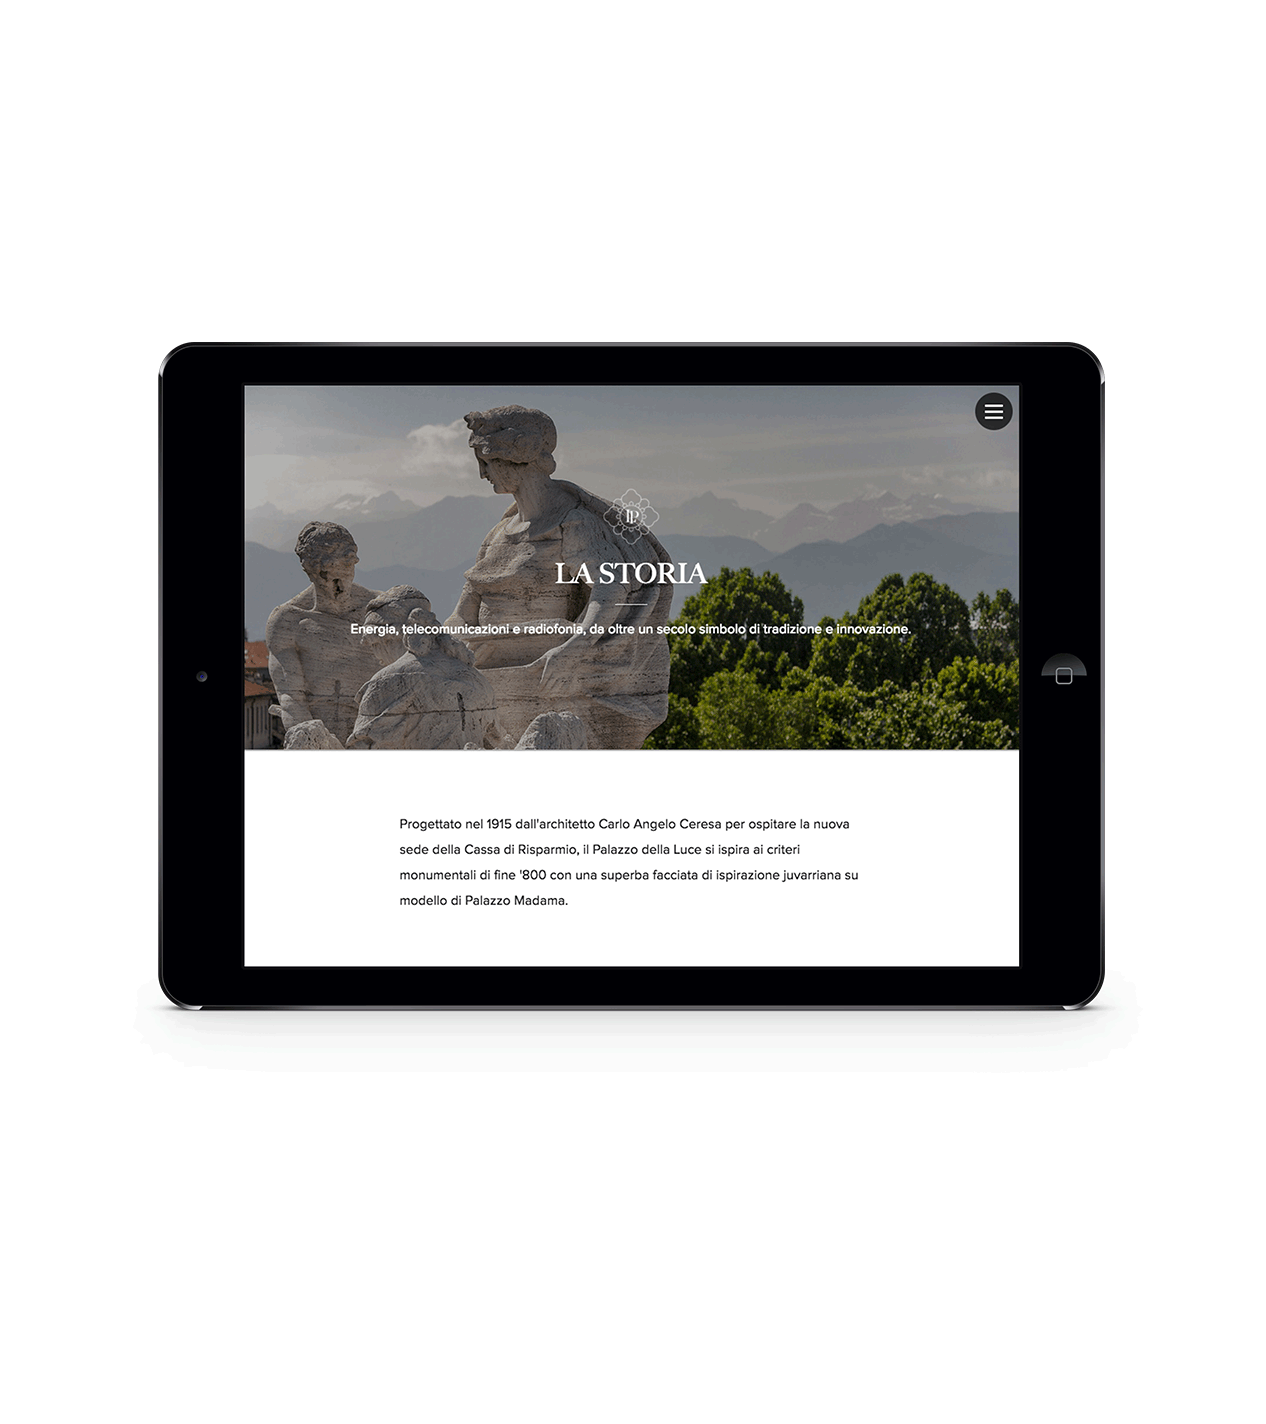 LA STORIA
Energia, telecomunicazioni e radiofonia, da oltre un secolo simbolo di tradizione e innovazione.
Progettato nel 1915 dall'architetto Carlo Angelo Ceresa per ospitare la nuova
sede della Cassa di Risparmio, il Palazzo della Luce si ispira ai criteri
monumentali di fine '800 con una superba facciata di ispirazione juvarriana su
modello di Palazzo Madama.